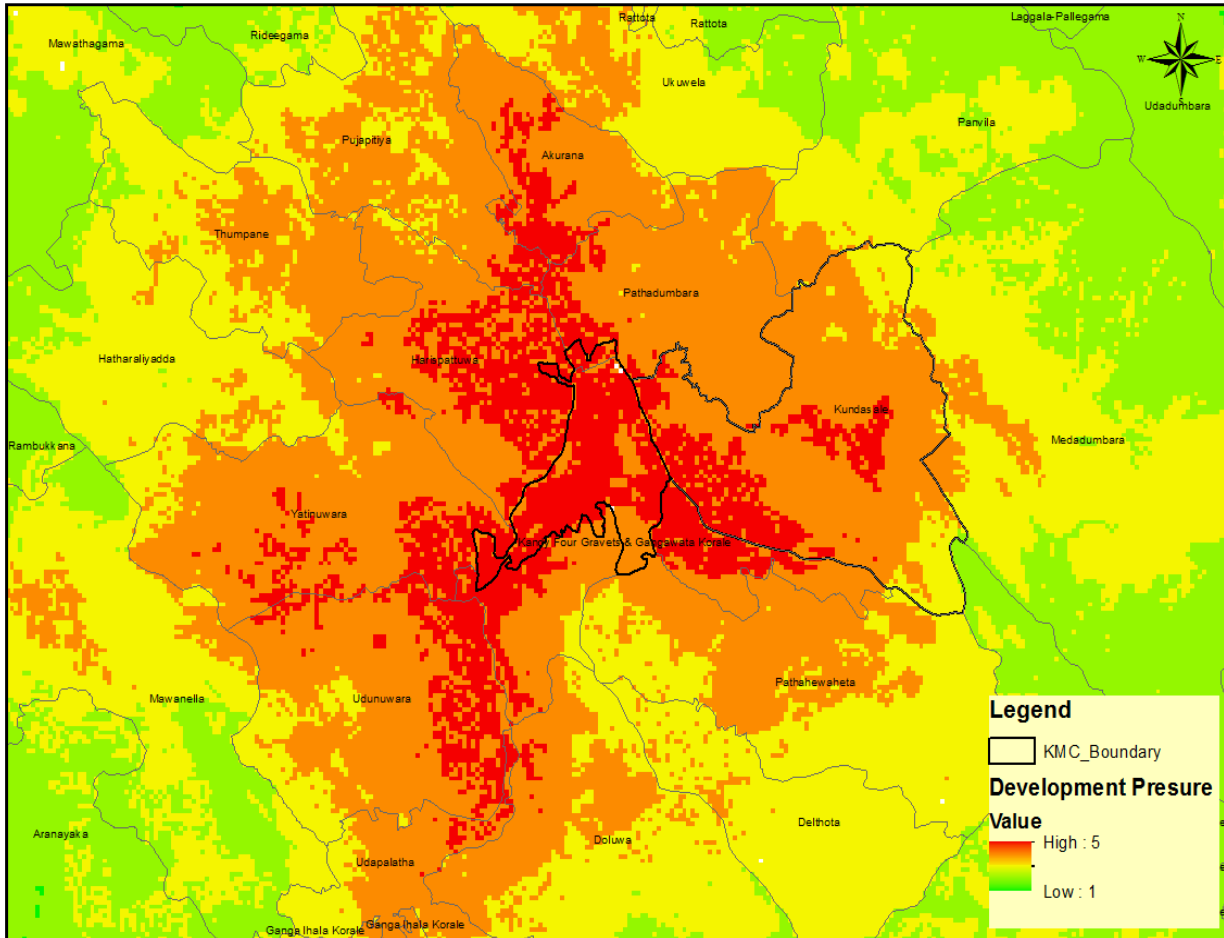 Rattota
Rattota
Laggala-Pallegama
Rideegama
Mawathagama
N
W
E
S
Ukuwela
Udadumbara
Panvila
Pujapitiya
Akurana
Thumpane
Pathadumbara
Hatharaliyadda
Harispattuwa
Kundasale
Rambukkana
Medadumbara
Yatinuwara
Kandy Four Gravets & Gangawata Korale
Pathahewaheta
Mawanella
Udunuwara
Legend
KMC_Boundary
Development Presure
Value
High : 5
Low : 1
Aranayaka
Delthota
Doluwa
Udapalatha
Ganga Ihala Korale
Ganga Ihala Korale